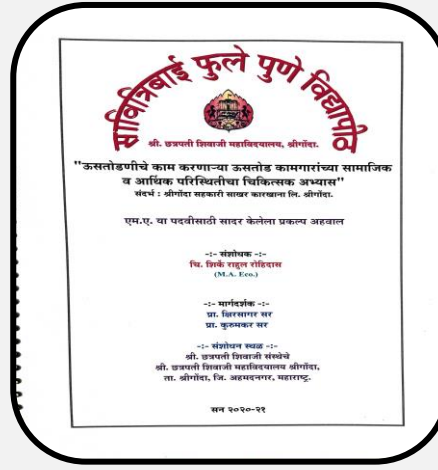 सावित्रिबाई फुले पुणे विद्यापीठ
श्री. छत्रपती शिवाजी महाविदयालय, श्रीगोंदा.
"ऊसतोडणीचे काम करणाऱ्या ऊसतोड कामगारांच्या सामाजिक
व आर्थिक परिस्थितीचा चिकित्सक अभ्यास"
संदर्भ : श्रीगोंदा सहकारी साखर कारखाना लि. श्रीगोंदा.
एम.ए. या पदवीसाठी सादर केलेला प्रकल्प अहवाल
-:- संशोधक -:-
चि. शिर्के राहुल रोहिदास
(M.A. Eco.)
-:- मार्गदर्शक -:-
प्रा. क्षिरसागर सर
प्रा. कुरुमकर सर
-:- संशोधन स्थळ -:-
श्री. छत्रपती शिवाजी संस्थेचे
श्री. छत्रपती शिवाजी महाविदयालय श्रीगोंदा,
ता. श्रीगोंदा, जि. अहमदनगर, महाराष्ट्र.
सन २०२०-२१